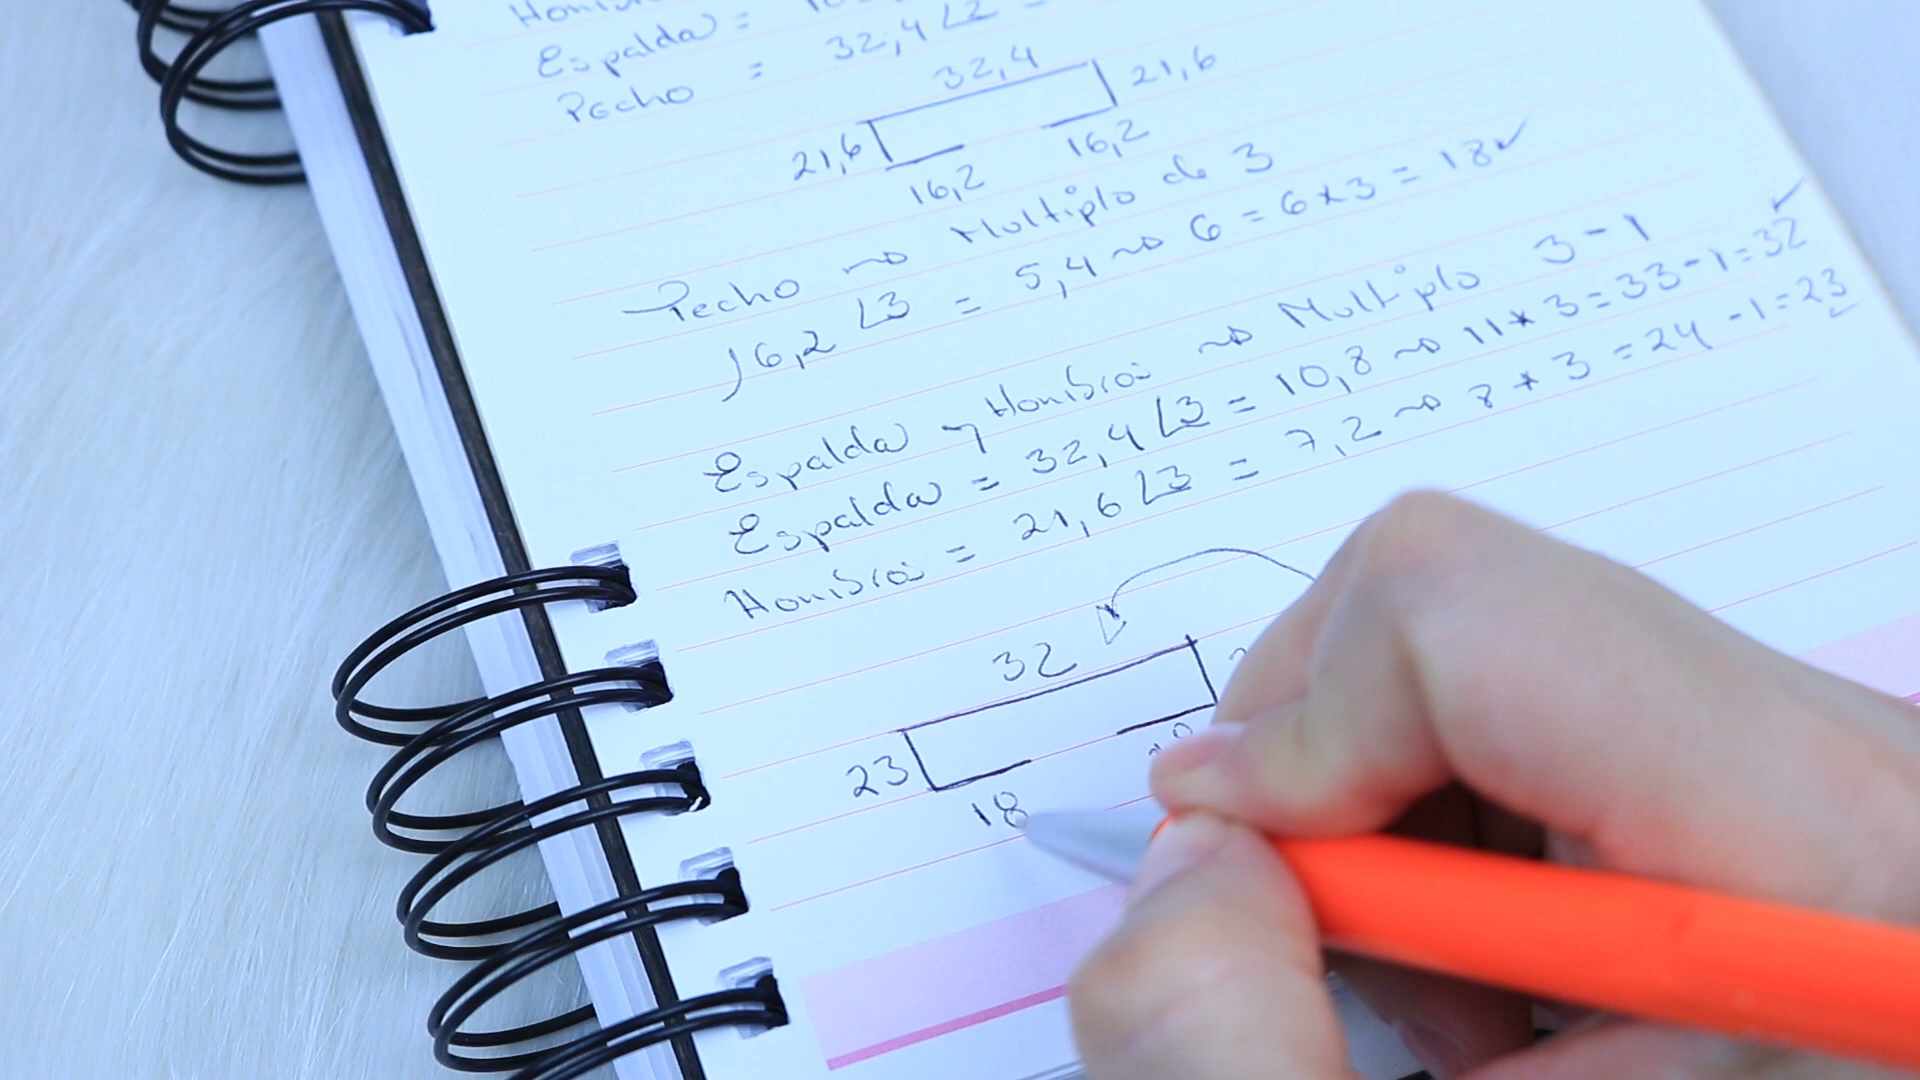 Espalda =
Pecho = 32,4 ∠2
32,4
21,6
21,6
16,2
16,2
Pecho ⇝ Multiplo de 3
16,2 ∠3 = 5,4 ⇝ 6 = 6*3 = 18✓
Espalda y Hombros ⇝ Multiplo 3-1
Espalda = 32,4 ∠3 = 10,8 ⇝ 11*3=33-1=32 ✓
Hombros = 21,6 ∠3 = 7,2 ⇝ 8*3 =24 -1=23
32
23
18